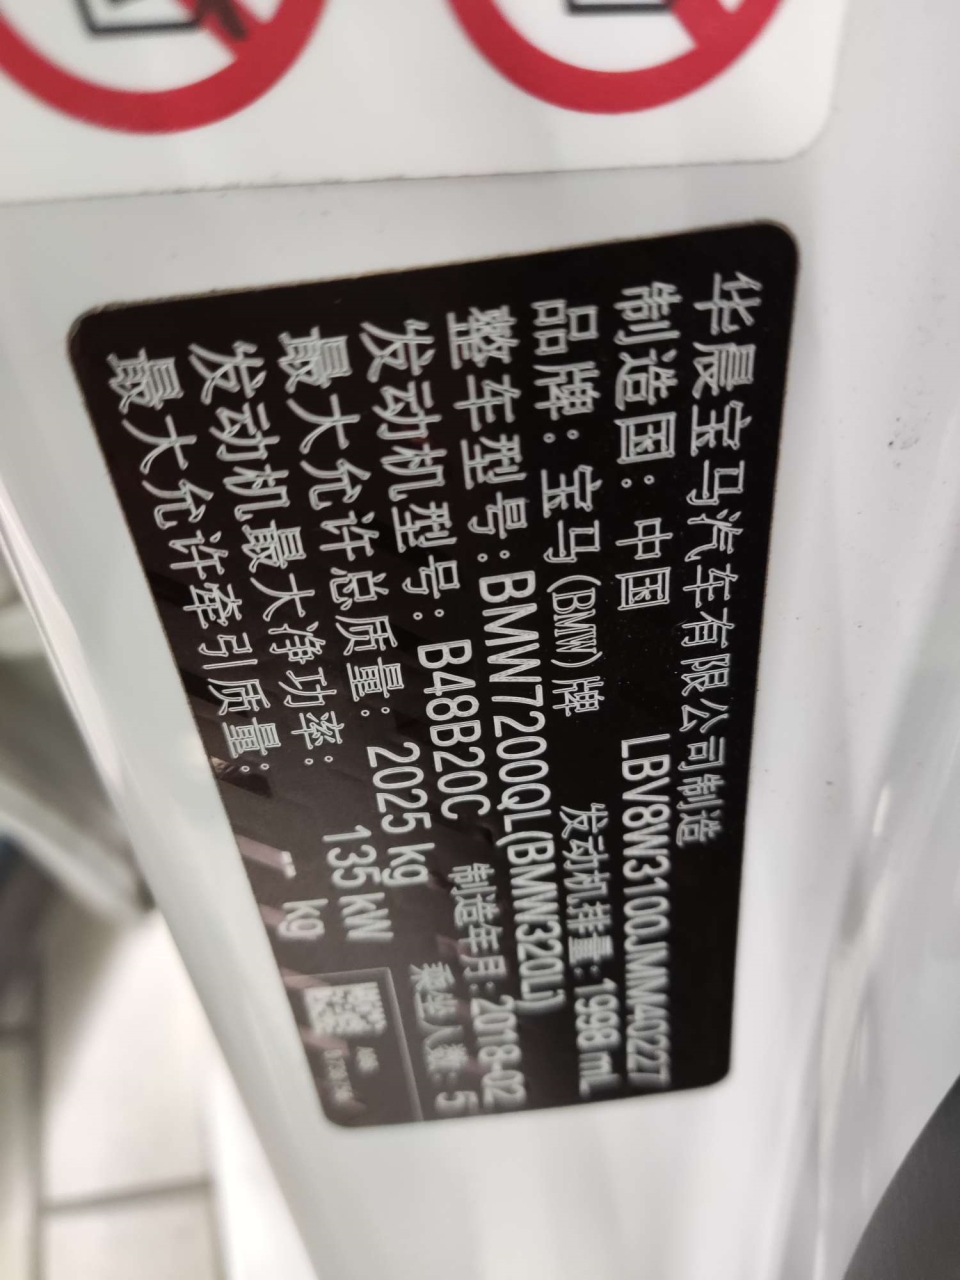 华晨宝马汽车有限公司制造
制造国：中国 LBV8W3100JMM40227
品牌：宝马(BMW)牌 发动机排量：1998 mL
整车型号：BMW7200QL(BMW320Li)
发动机型号：B48B20C 制造年月：2018-02
最大允许总质量：2025 kg 乘坐人数：5
发动机最大净功率：135 kW
最大允许牵引质量：- kg